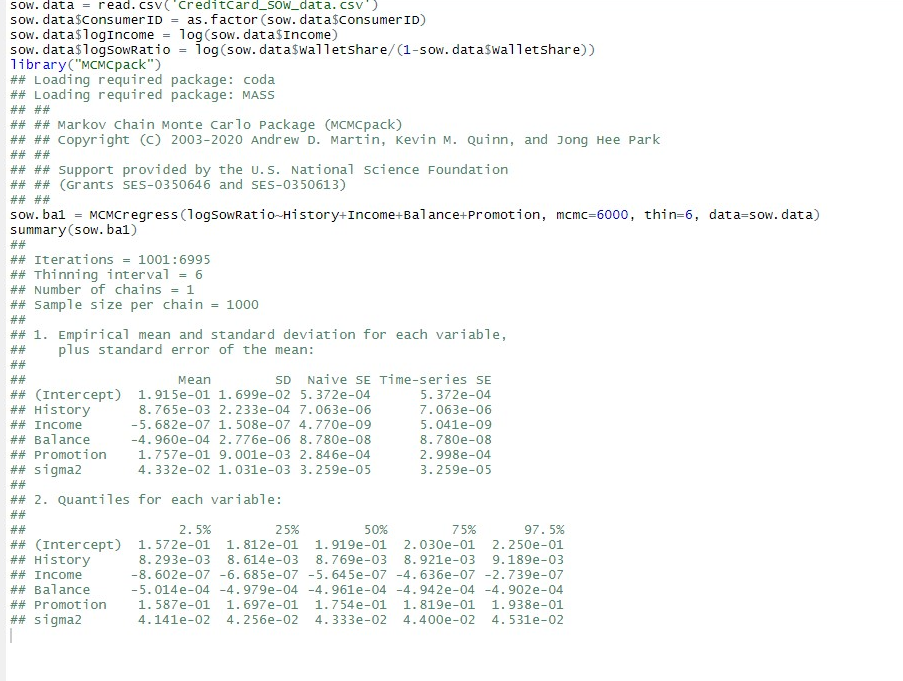 sow.data = read.csv('CreditCard_SOW_data.csv')
sow.data$ConsumerID = as.factor(sow.data$ConsumerID)
sow.data$logIncome = log(sow.data$Income)
sow.data$logSowRatio = log(sow.data$WalletShare/(1-sow.data$WalletShare))
library("MCMCpack")
## Loading required package: coda
## Loading required package: MASS
## ##
## ## Markov Chain Monte Carlo Package (MCMCpack)
## ## Copyright (C) 2003-2020 Andrew D. Martin, Kevin M. Quinn, and Jong Hee Park
## ##
## ## Support provided by the U.S. National Science Foundation
## ## (Grants SES-0350646 and SES-0350613)
## ##
sow.ba1 = MCMCregress(logSowRatio~History+Income+Balance+Promotion, mcmc=6000, thin=6, data=sow.data)
summary(sow.ba1)
##
## Iterations = 1001:6995
## Thinning interval = 6
## Number of chains = 1
## Sample size per chain = 1000
##
## 1. Empirical mean and standard deviation for each variable,
##    plus standard error of the mean:
##
##                   Mean        SD  Naive SE Time-series SE
## (Intercept)  1.915e-01 1.699e-02 5.372e-04      5.372e-04
## History      8.765e-03 2.233e-04 7.063e-06      7.063e-06
## Income      -5.682e-07 1.508e-07 4.770e-09      5.041e-09
## Balance     -4.960e-04 2.776e-06 8.780e-08      8.780e-08
## Promotion    1.757e-01 9.001e-03 2.846e-04      2.998e-04
## sigma2       4.332e-02 1.031e-03 3.259e-05      3.259e-05
##
## 2. Quantiles for each variable:
##
##                   2.5%        25%        50%        75%      97.5%
## (Intercept)  1.572e-01  1.812e-01  1.919e-01  2.030e-01  2.250e-01
## History      8.293e-03  8.614e-03  8.769e-03  8.921e-03  9.189e-03
## Income      -8.602e-07 -6.685e-07 -5.645e-07 -4.636e-07 -2.739e-07
## Balance     -5.014e-04 -4.979e-04 -4.961e-04 -4.942e-04 -4.902e-04
## Promotion    1.587e-01  1.697e-01  1.754e-01  1.819e-01  1.938e-01
## sigma2       4.141e-02  4.256e-02  4.333e-02  4.400e-02  4.531e-02